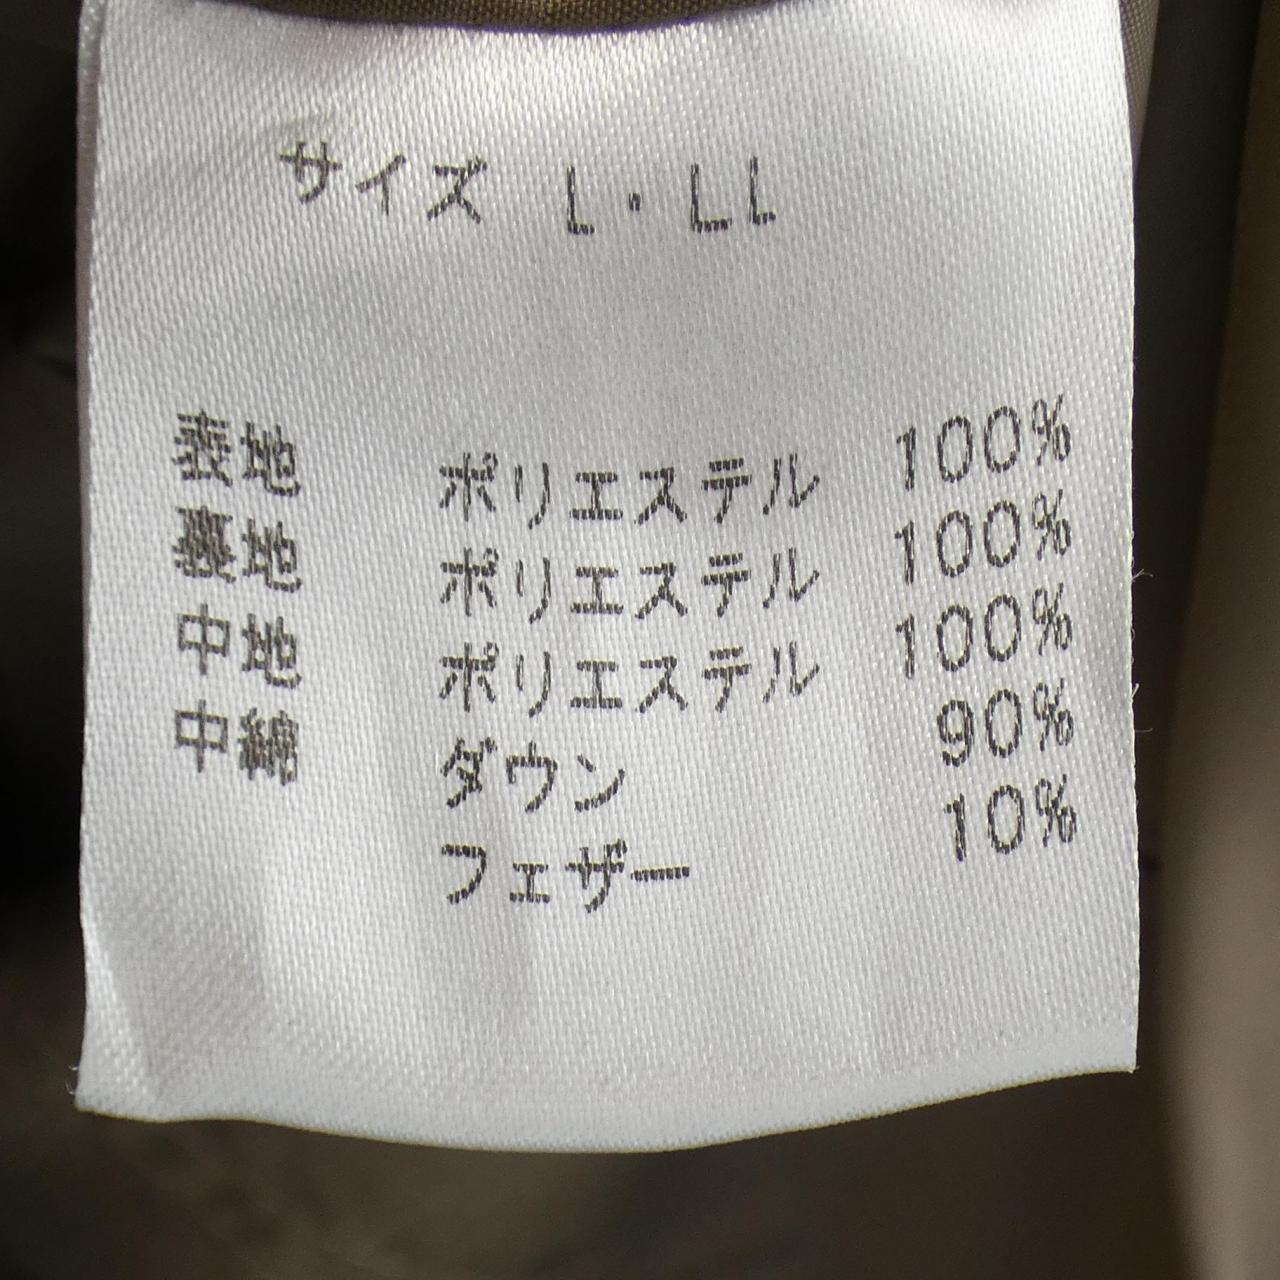 サイズ L・LL
表地 ポリエステル 100%
裏地 ポリエステル 100%
中地 ポリエステル 100%
中綿 ダウン 90%
フェザー 10%